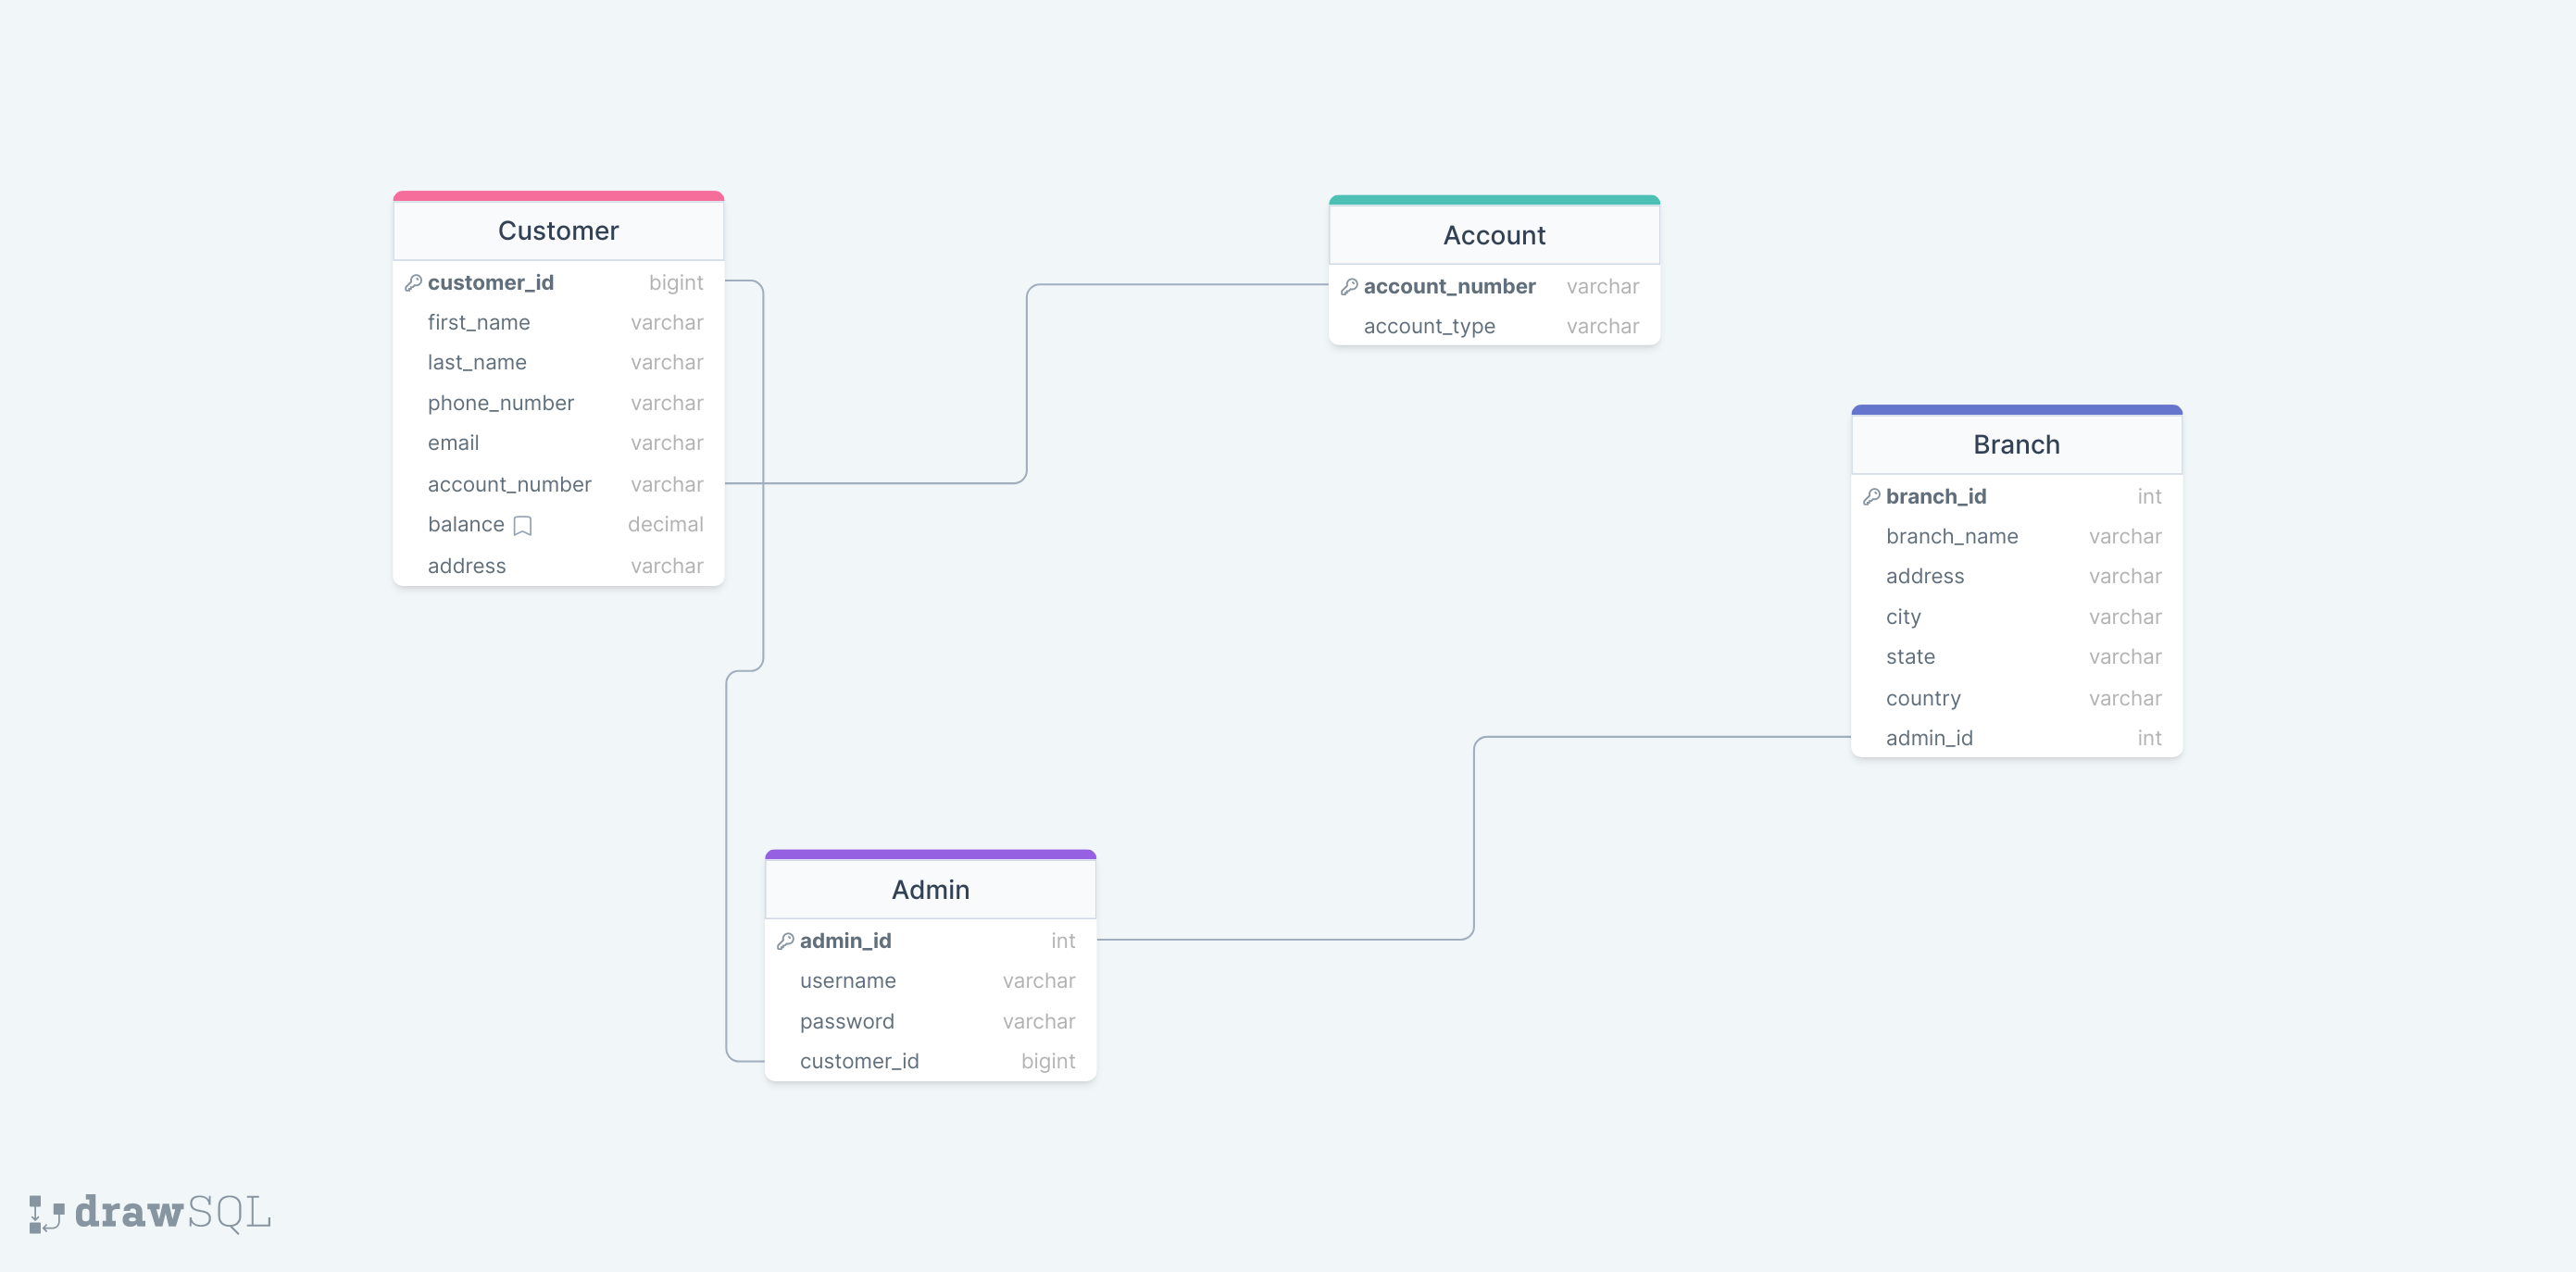 Customer
customer_id bigint
first_name varchar
last_name varchar
phone_number varchar
email varchar
account_number varchar
balance decimal
address varchar
Account
account_number varchar
account_type varchar
Branch
branch_id int
branch_name varchar
address varchar
city varchar
state varchar
country varchar
admin_id int
Admin
admin_id int
username varchar
password varchar
customer_id bigint
drawSQL